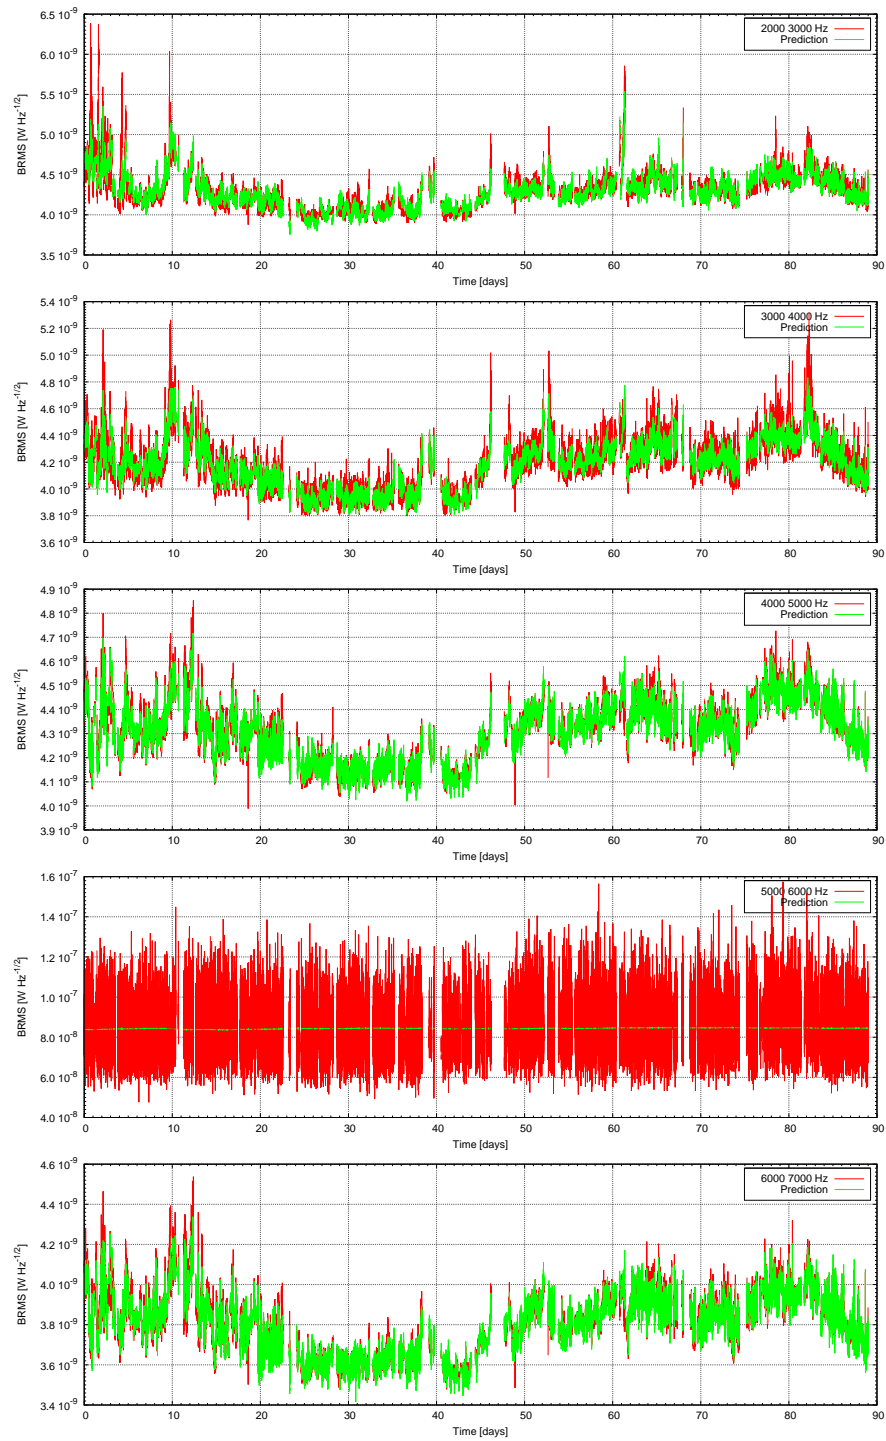 6.5 10⁻⁹
6.0 10⁻⁹
5.5 10⁻⁹
5.0 10⁻⁹
4.5 10⁻⁹
4.0 10⁻⁹
3.5 10⁻⁹
BRMS [W Hz⁻¹ᐟ²]
2000 3000 Hz
Prediction
0 10 20 30 40 50 60 70 80 90
Time [days]
5.4 10⁻⁹
5.2 10⁻⁹
5.0 10⁻⁹
4.8 10⁻⁹
4.6 10⁻⁹
4.4 10⁻⁹
4.2 10⁻⁹
4.0 10⁻⁹
3.8 10⁻⁹
3.6 10⁻⁹
BRMS [W Hz⁻¹ᐟ²]
3000 4000 Hz
Prediction
0 10 20 30 40 50 60 70 80 90
Time [days]
4.9 10⁻⁹
4.8 10⁻⁹
4.7 10⁻⁹
4.6 10⁻⁹
4.5 10⁻⁹
4.4 10⁻⁹
4.3 10⁻⁹
4.2 10⁻⁹
4.1 10⁻⁹
4.0 10⁻⁹
3.9 10⁻⁹
BRMS [W Hz⁻¹ᐟ²]
4000 5000 Hz
Prediction
0 10 20 30 40 50 60 70 80 90
Time [days]
1.6 10⁻⁷
1.4 10⁻⁷
1.2 10⁻⁷
1.0 10⁻⁷
8.0 10⁻⁸
6.0 10⁻⁸
4.0 10⁻⁸
BRMS [W Hz⁻¹ᐟ²]
5000 6000 Hz
Prediction
0 10 20 30 40 50 60 70 80 90
Time [days]
4.6 10⁻⁹
4.4 10⁻⁹
4.2 10⁻⁹
4.0 10⁻⁹
3.8 10⁻⁹
3.6 10⁻⁹
3.4 10⁻⁹
BRMS [W Hz⁻¹ᐟ²]
6000 7000 Hz
Prediction
0 10 20 30 40 50 60 70 80 90
Time [days]